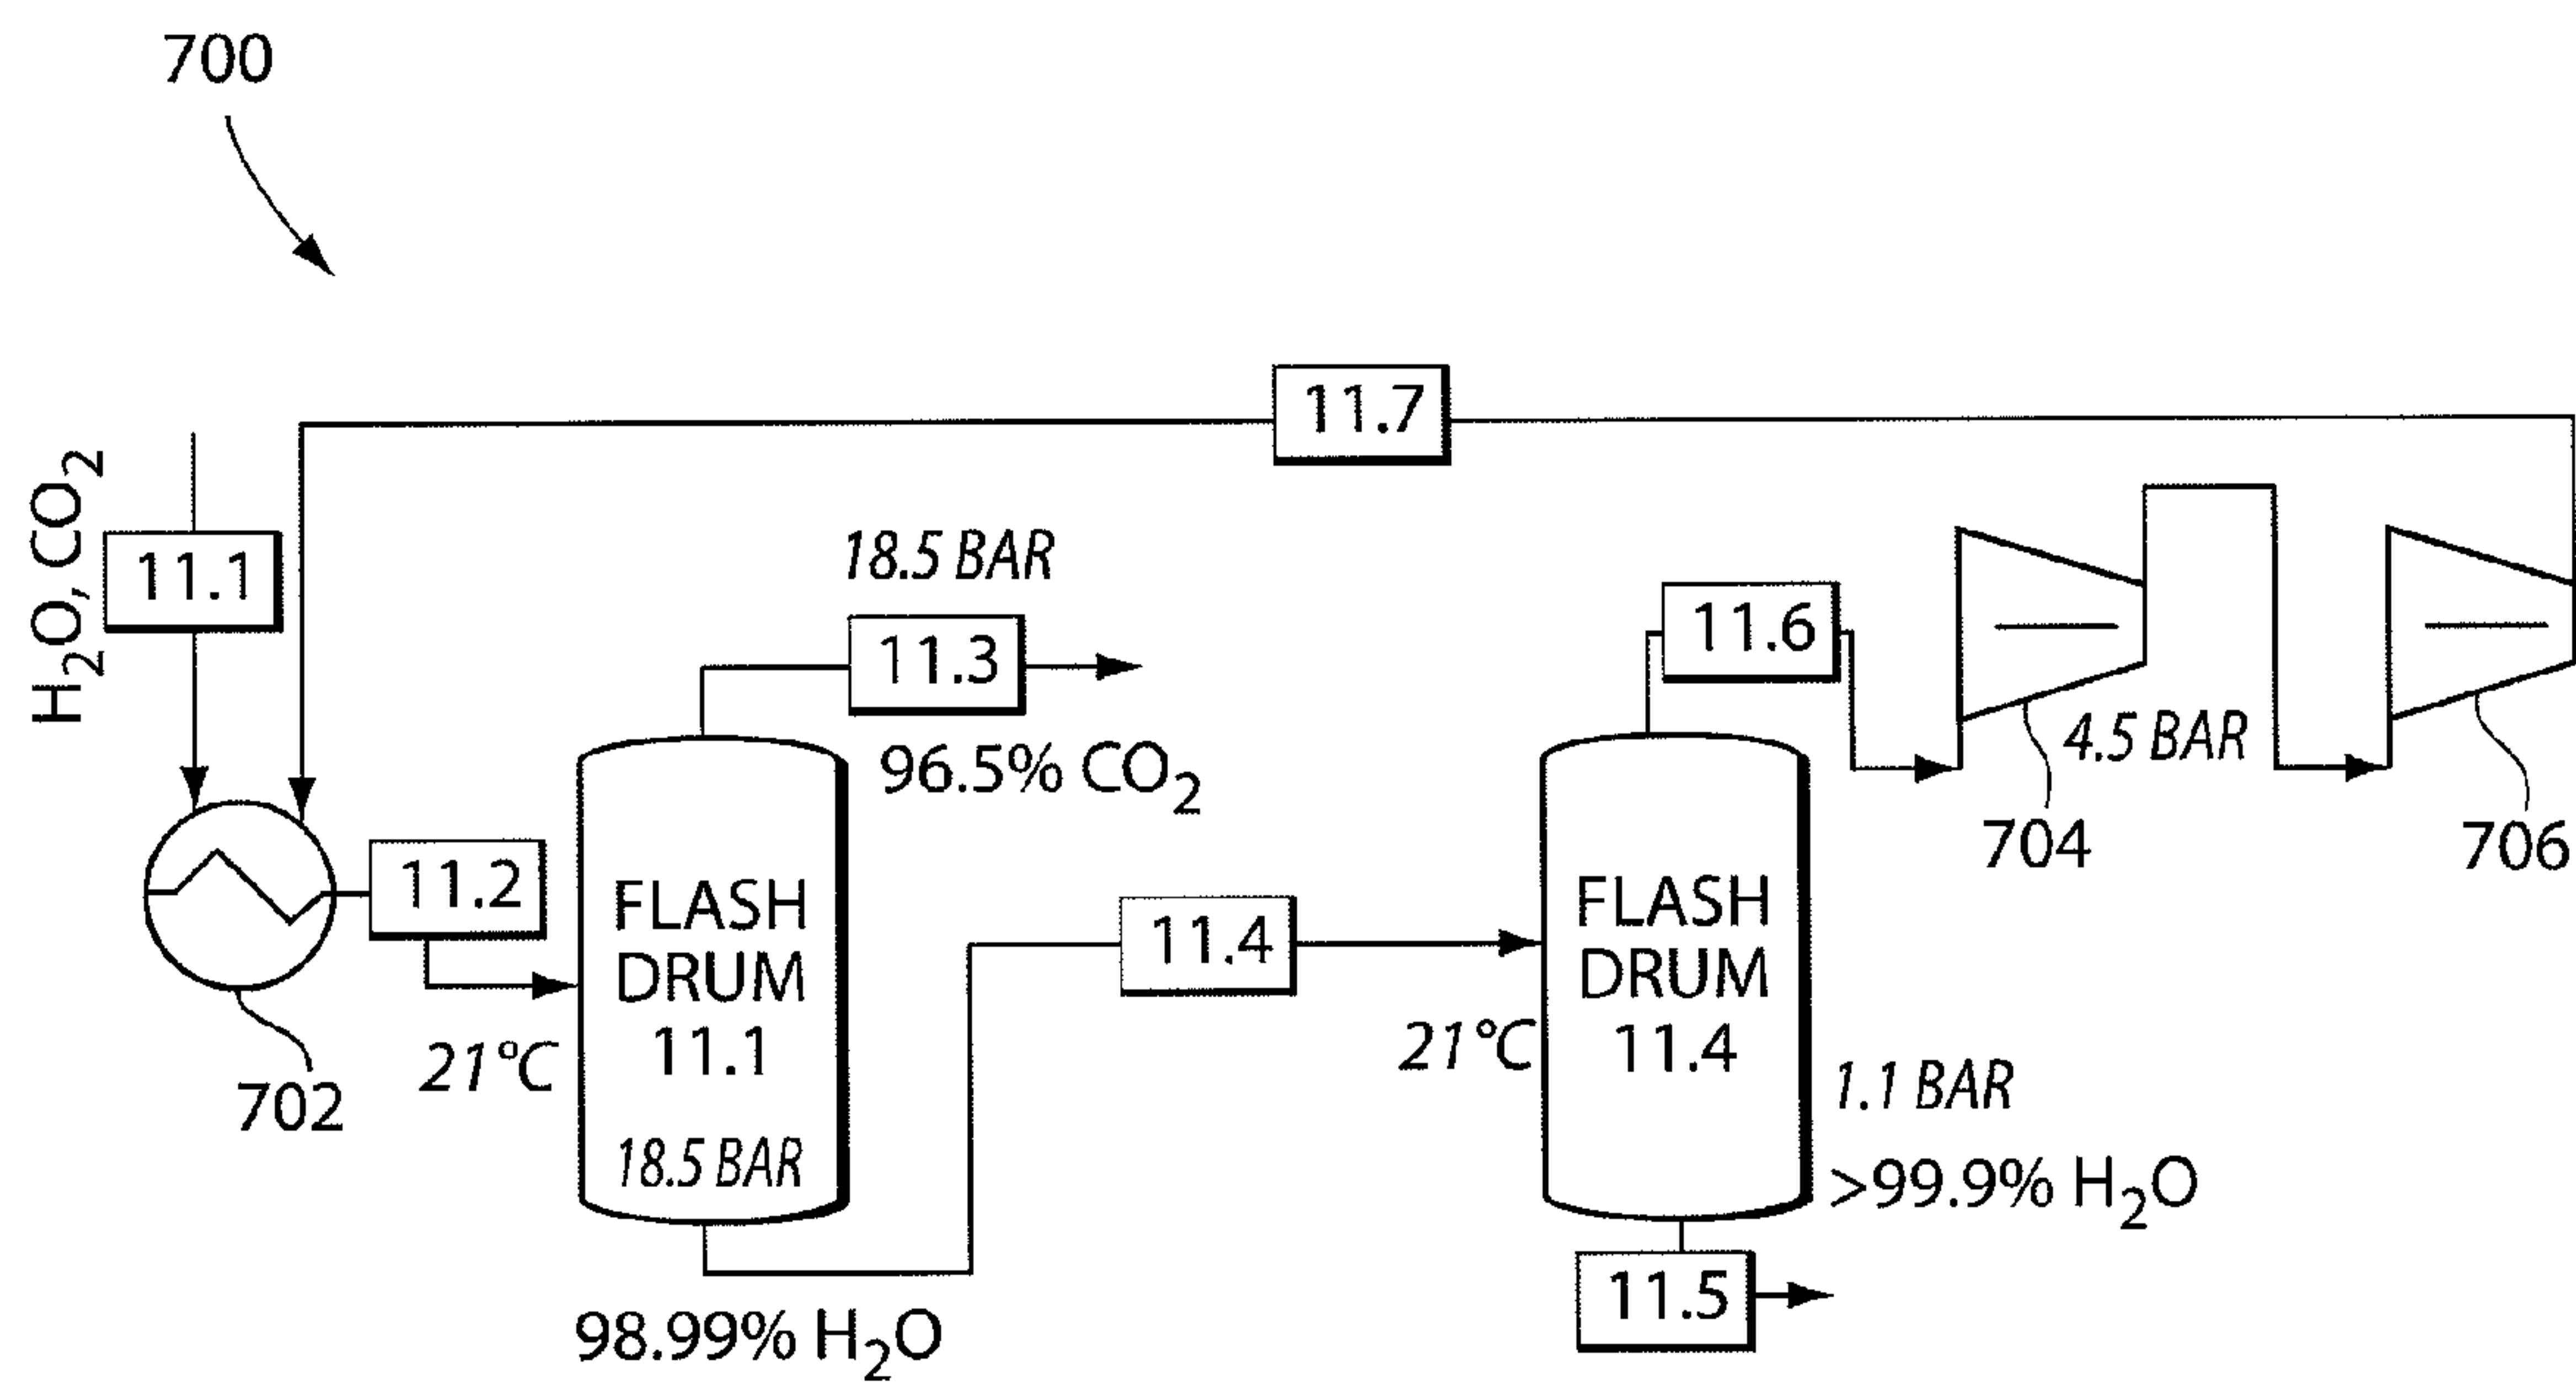 700
11.7
H₂O, CO₂
11.1
18.5 BAR
11.3
96.5% CO₂
11.6
4.5 BAR
704
706
11.2
FLASH
DRUM
11.1
18.5 BAR
21°C
702
98.99% H₂O
11.4
FLASH
DRUM
11.4
21°C
1.1 BAR
>99.9% H₂O
11.5